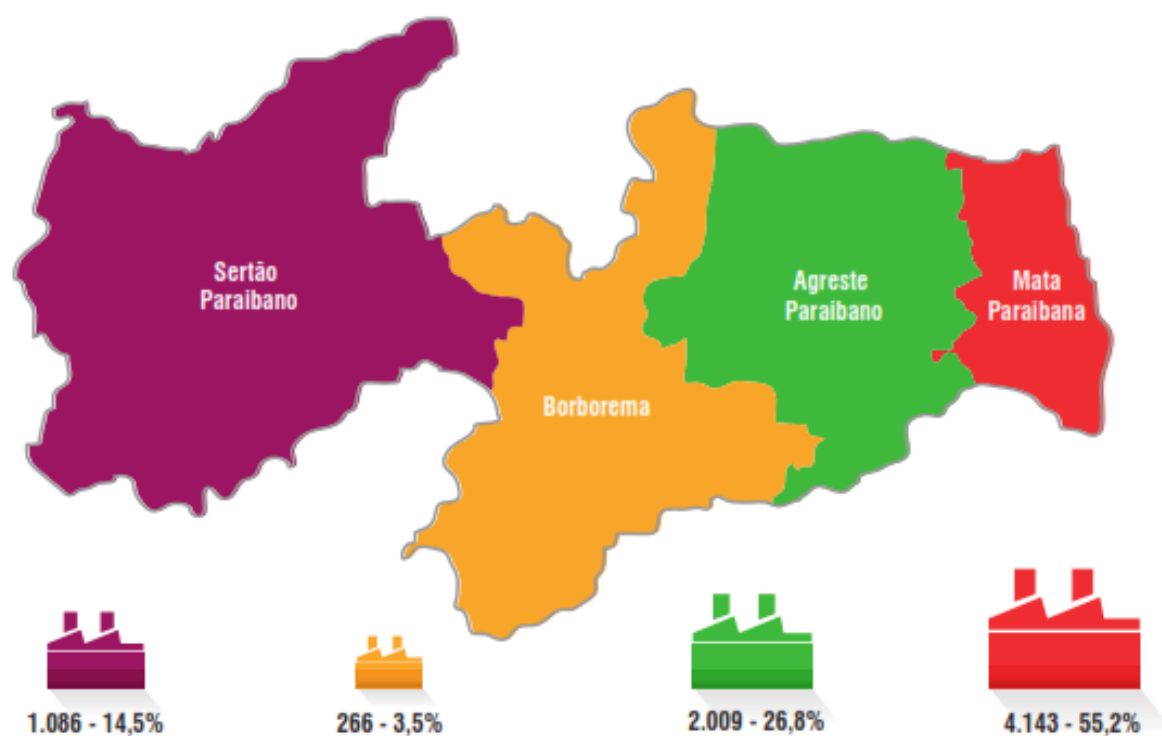 Sertão
Paraibano
Agreste
Paraibano
Mata
Paraibana
Borborema
1.086 - 14,5%
266 - 3,5%
2.009 - 26,8%
4.143 - 55,2%